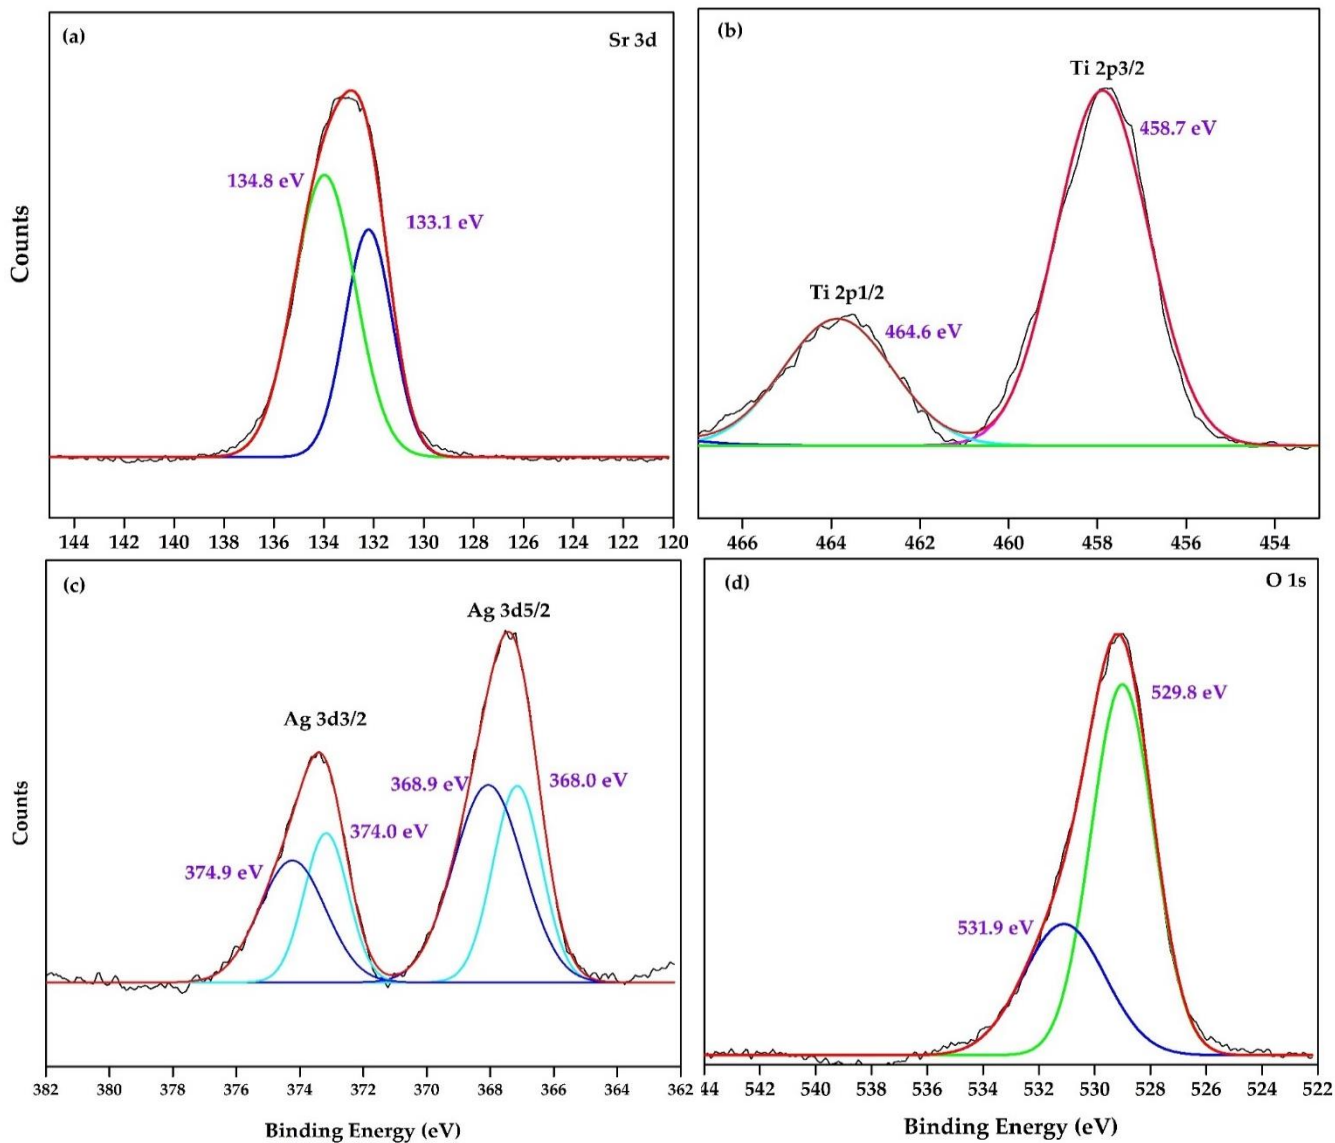 (a)
Sr 3d
134.8 eV
133.1 eV
Counts
144 142 140 138 136 134 132 130 128 126 124 122 120
(b)
Ti 2p3/2
458.7 eV
Ti 2p1/2
464.6 eV
466 464 462 460 458 456 454
(c)
Ag 3d5/2
Ag 3d3/2
368.9 eV
368.0 eV
374.0 eV
374.9 eV
Counts
382 380 378 376 374 372 370 368 366 364 362
Binding Energy (eV)
(d)
O 1s
529.8 eV
531.9 eV
544 542 540 538 536 534 532 530 528 526 524 522
Binding Energy (eV)